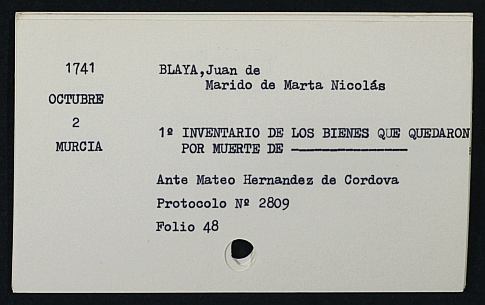 1741
OCTUBRE
2
MURCIA
BLAYA,Juan de
Marido de Marta Nicolás
1º INVENTARIO DE LOS BIENES QUE QUEDARON
POR MUERTE DE ———————
Ante Mateo Hernandez de Cordova
Protocolo Nº 2809
Folio 48